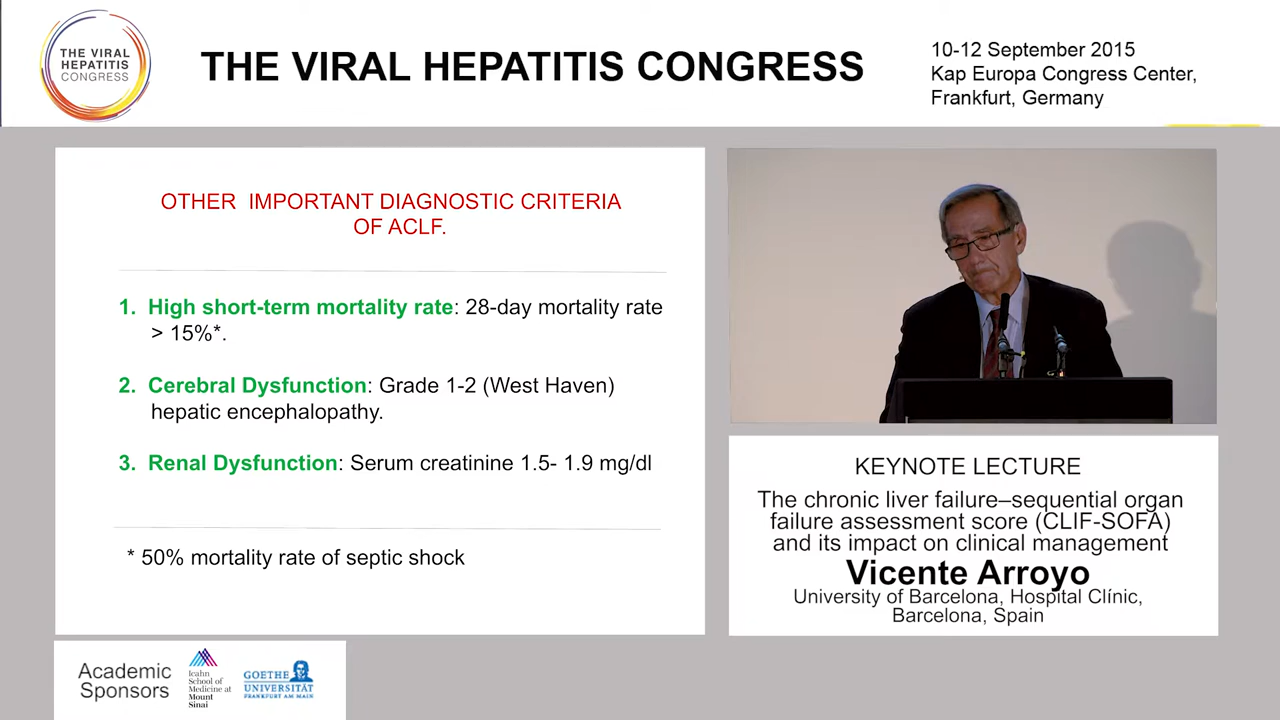 THE VIRAL
HEPATITIS
CONGRESS
THE VIRAL HEPATITIS CONGRESS
10-12 September 2015
Kap Europa Congress Center,
Frankfurt, Germany
OTHER IMPORTANT DIAGNOSTIC CRITERIA
OF ACLF.
1. High short-term mortality rate: 28-day mortality rate
> 15%*.
2. Cerebral Dysfunction: Grade 1-2 (West Haven)
hepatic encephalopathy.
3. Renal Dysfunction: Serum creatinine 1.5- 1.9 mg/dl
* 50% mortality rate of septic shock
KEYNOTE LECTURE
The chronic liver failure–sequential organ
failure assessment score (CLIF-SOFA)
and its impact on clinical management
Vicente Arroyo
University of Barcelona, Hospital Clínic,
Barcelona, Spain
Academic
Sponsors
Icahn
School of
Medicine at
Mount
Sinai
GOETHE
UNIVERSITÄT
FRANKFURT AM MAIN